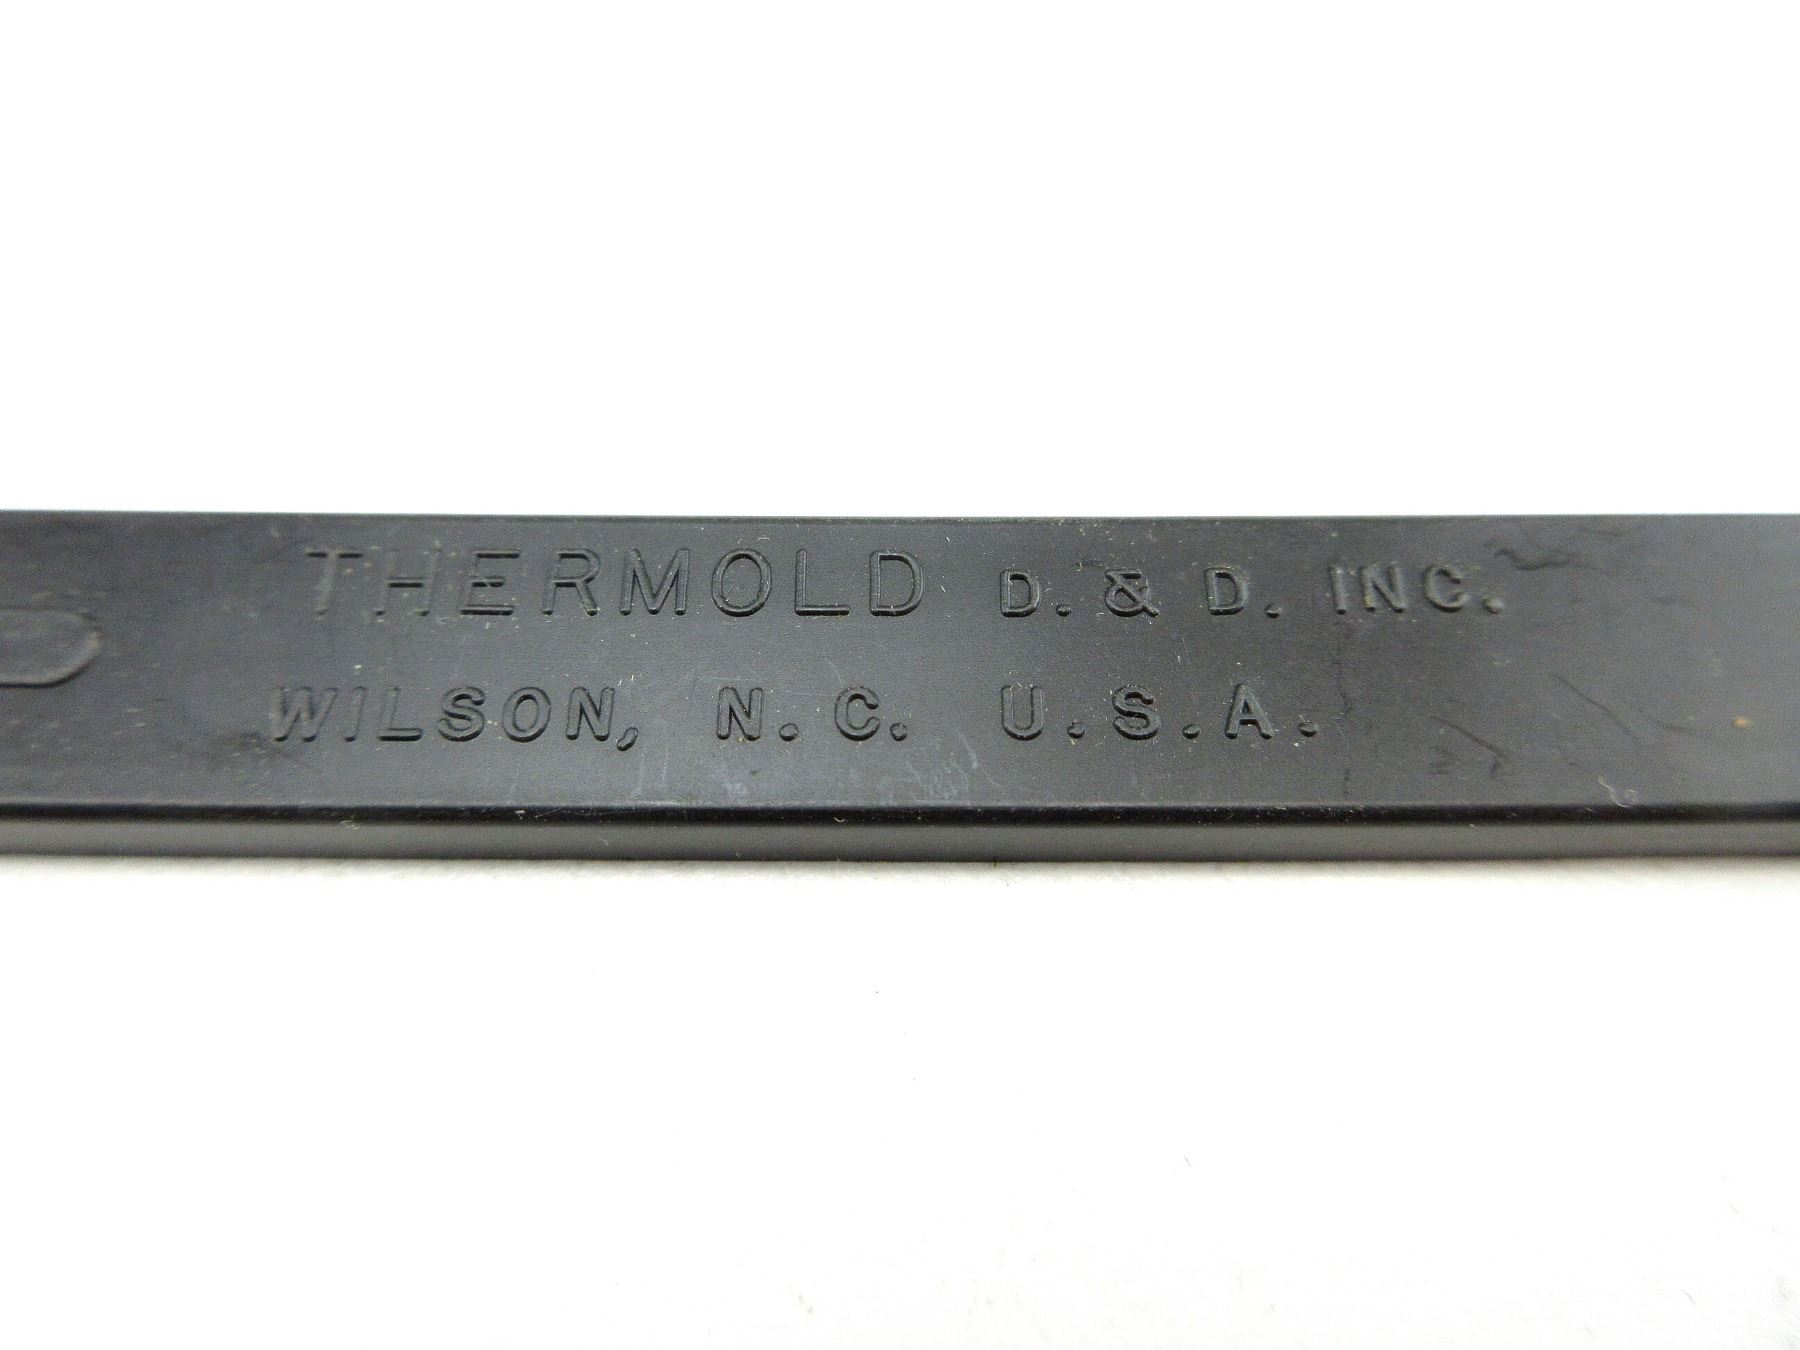 THERMOLD D. & D. INC.
WILSON, N.C. U.S.A.